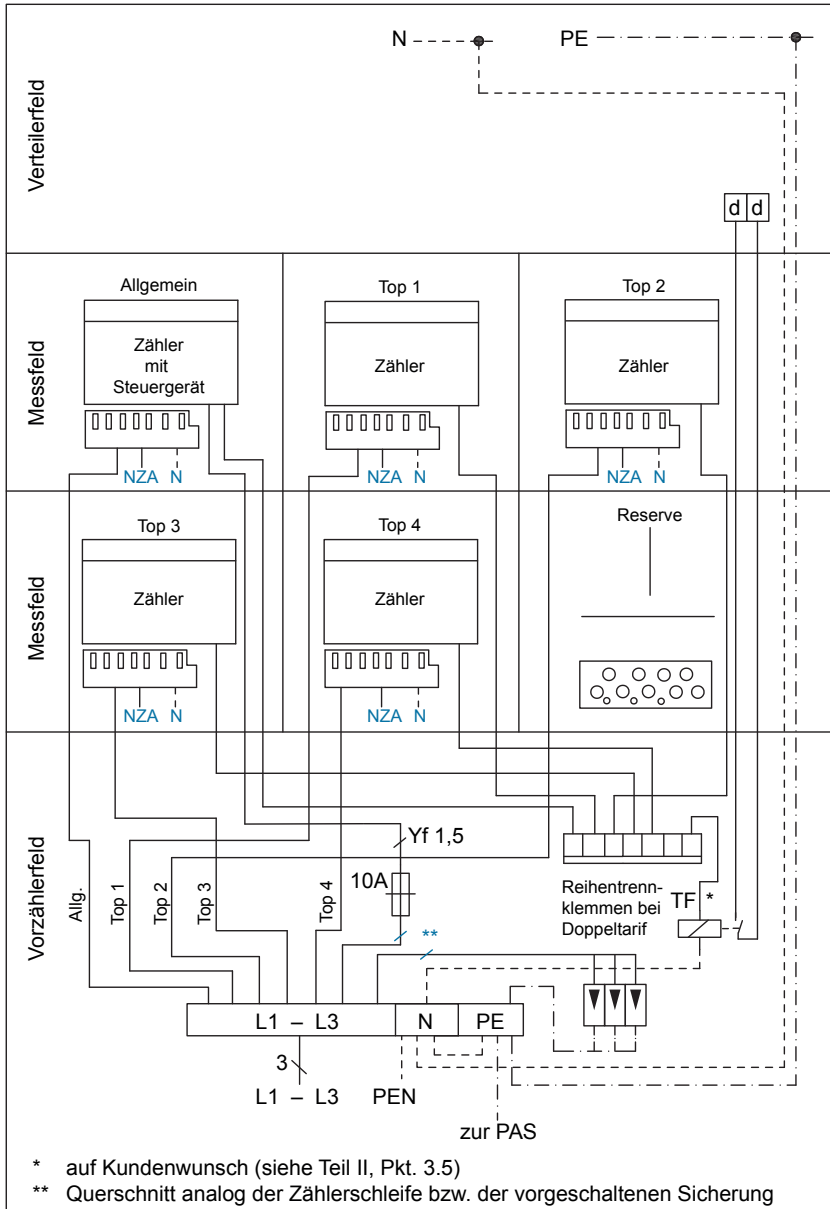 N
PE
Verteilerfeld
d d
Messfeld
Allgemein
Top 1
Top 2
Zähler
mit
Steuergerät
Zähler
Zähler
NZA N
NZA N
NZA N
Messfeld
Top 3
Top 4
Reserve
Zähler
Zähler
NZA N
NZA N
Vorzählerfeld
Allg.
Top 1
Top 2
Top 3
Top 4
Yf 1,5
10A
**
Reihentrenn-
klemmen bei
Doppeltarif
TF *
L1 – L3
N
PE
3
L1 – L3
PEN
zur PAS
* auf Kundenwunsch (siehe Teil II, Pkt. 3.5)
** Querschnitt analog der Zählerschleife bzw. der vorgeschaltenen Sicherung